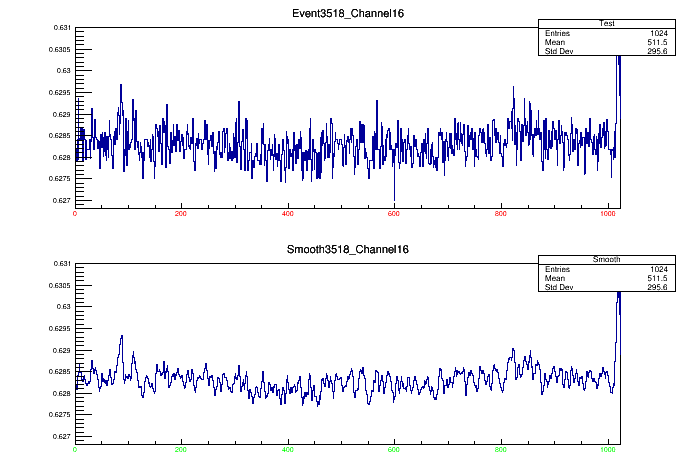 Event3518_Channel16
Test
Entries 1024
Mean 511.5
Std Dev 295.6
0.631
0.6305
0.63
0.6295
0.629
0.6285
0.628
0.6275
0.627
0 200 400 600 800 1000
Smooth3518_Channel16
Smooth
Entries 1024
Mean 511.5
Std Dev 295.6
0.631
0.6305
0.63
0.6295
0.629
0.6285
0.628
0.6275
0.627
0 200 400 600 800 1000